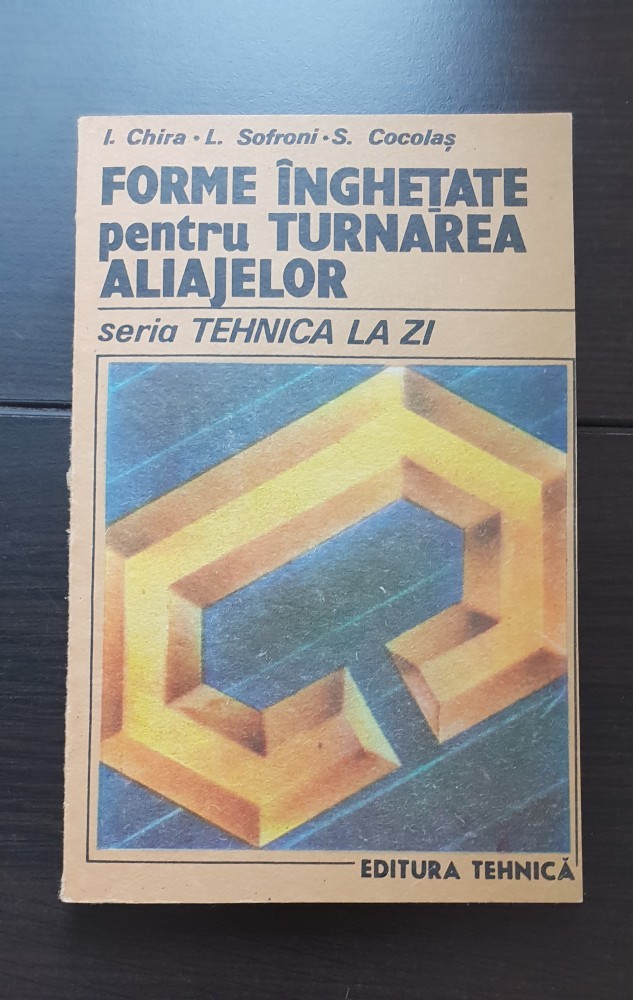 I. Chira • L. Sofroni • S. Cocolaș
FORME ÎNGHEȚATE
pentru TURNAREA
ALIAJELOR
seria TEHNICA LA ZI
EDITURA TEHNICĂ